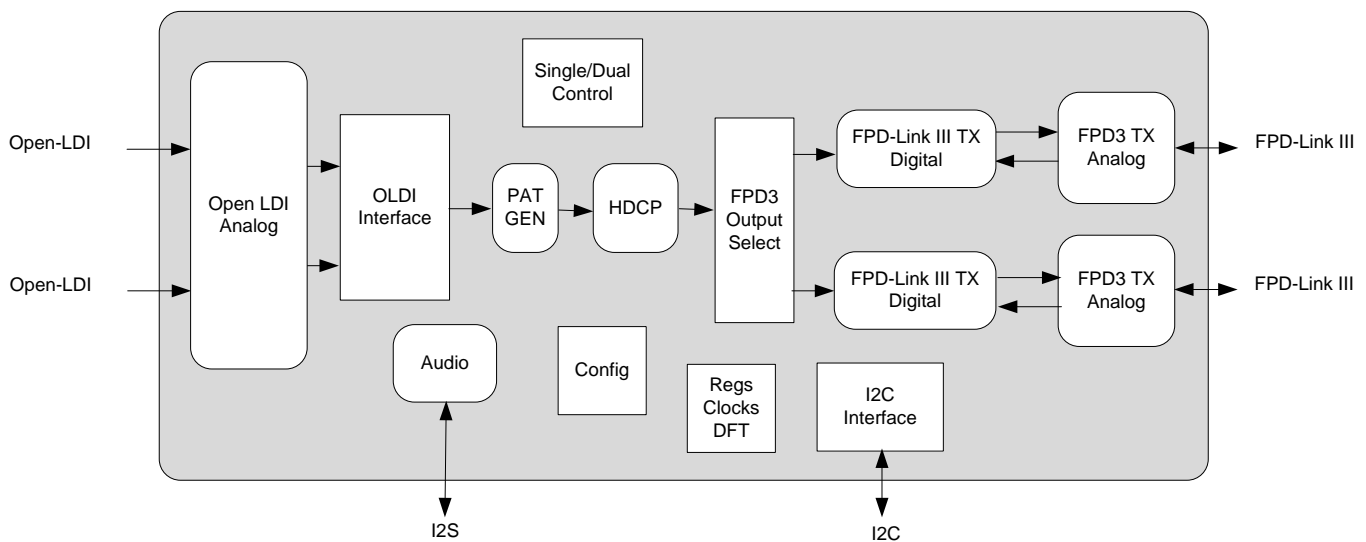 Single/Dual
Control
Open-LDI
Open-LDI
Open LDI
Analog
OLDI
Interface
PAT
GEN
HDCP
FPD3
Output
Select
FPD-Link III TX
Digital
FPD3 TX
Analog
FPD-Link III
FPD-Link III TX
Digital
FPD3 TX
Analog
FPD-Link III
Audio
Config
Regs
Clocks
DFT
I2C
Interface
I2S
I2C